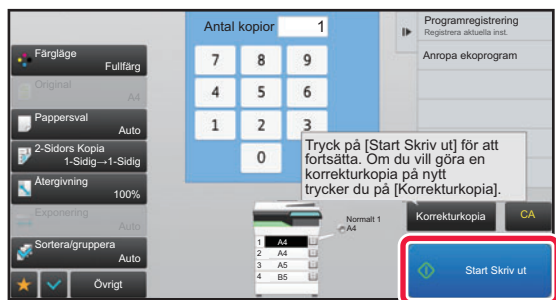 Antal kopior
1
Programregistrering
Registrera aktuella inst.
Anropa ekoprogram
Färgläge
Fullfärg
Original
A4
Pappersval
Auto
2-Sidors Kopia
1-Sidig→1-Sidig
Återgivning
100%
Exponering
Auto
Sortera/gruppera
Auto
Övrigt
7 8 9
4 5 6
1 2 3
0
Tryck på [Start Skriv ut] för att
fortsätta. Om du vill göra en
korrekturkopia på nytt
trycker du på [Korrekturkopia].
Normalt 1
A4
1 A4
2 A4
3 A5
4 B5
Korrekturkopia
CA
Start Skriv ut